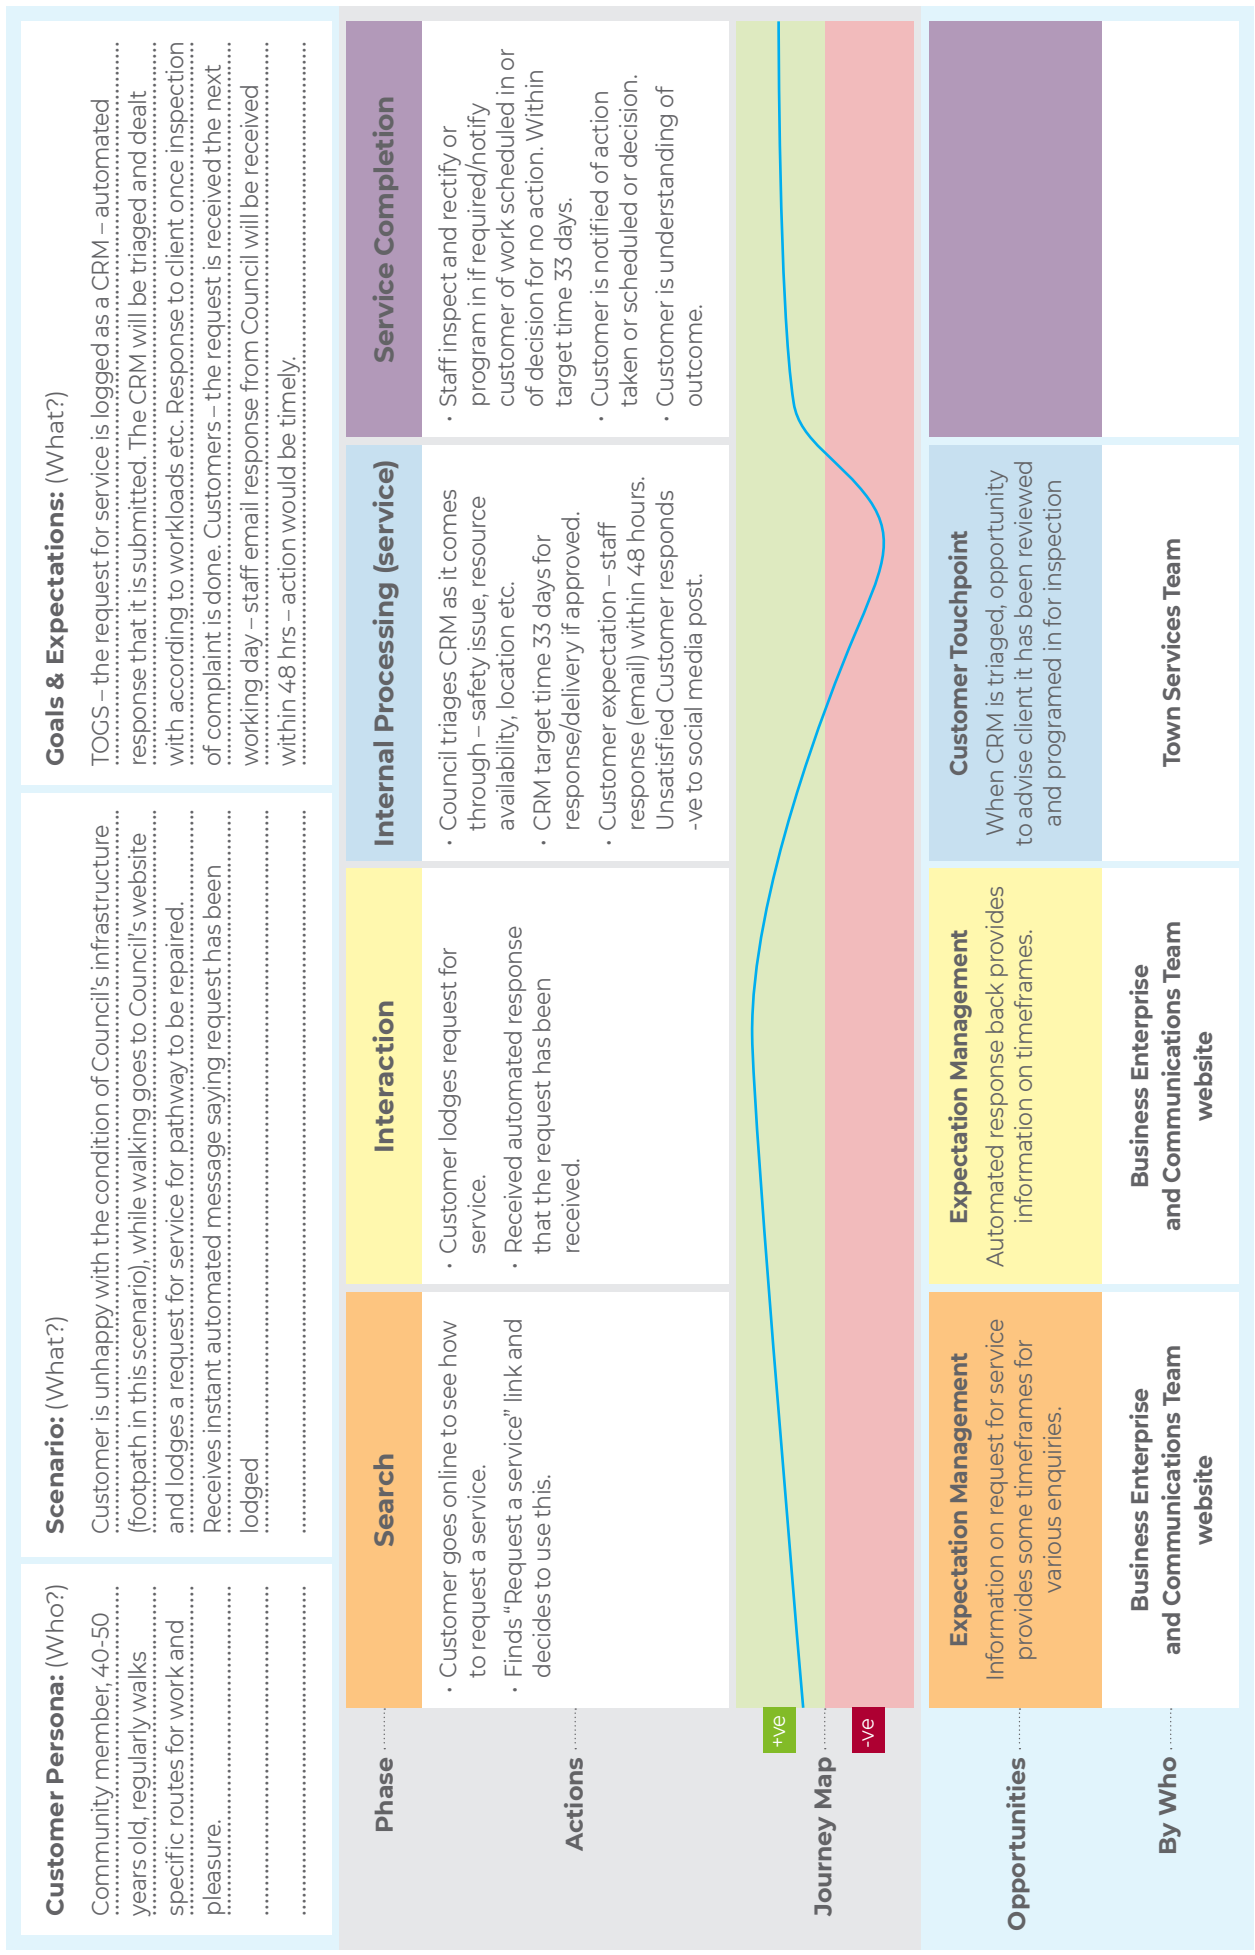 Customer Persona: (Who?)
Community member, 40-50
years old, regularly walks
specific routes for work and
pleasure.
Scenario: (What?)
Customer is unhappy with the condition of Council's infrastructure
(footpath in this scenario), while walking goes to Council's website
and lodges a request for service for pathway to be repaired.
Receives instant automated message saying request has been
lodged
Goals & Expectations: (What?)
TOGS – the request for service is logged as a CRM – automated
response that it is submitted. The CRM will be triaged and dealt
with according to workloads etc. Response to client once inspection
of complaint is done. Customers – the request is received the next
working day – staff email response from Council will be received
within 48 hrs – action would be timely.
Phase
Search
Interaction
Internal Processing (service)
Service Completion
Actions
• Customer goes online to see how
to request a service.
• Finds “Request a service” link and
decides to use this.
• Customer lodges request for
service.
• Received automated response
that the request has been
received.
• Council triages CRM as it comes
through – safety issue, resource
availability, location etc.
• CRM target time 33 days for
response/delivery if approved.
• Customer expectation – staff
response (email) within 48 hours.
Unsatisfied Customer responds
-ve to social media post.
• Staff inspect and rectify or
program in if required/notify
customer of work scheduled in or
of decision for no action. Within
target time 33 days.
• Customer is notified of action
taken or scheduled or decision.
• Customer is understanding of
outcome.
Journey Map
+ve
-ve
Opportunities
Expectation Management
Information on request for service
provides some timeframes for
various enquiries.
Expectation Management
Automated response back provides
information on timeframes.
Customer Touchpoint
When CRM is triaged, opportunity
to advise client it has been reviewed
and programed in for inspection
By Who
Business Enterprise
and Communications Team
website
Business Enterprise
and Communications Team
website
Town Services Team